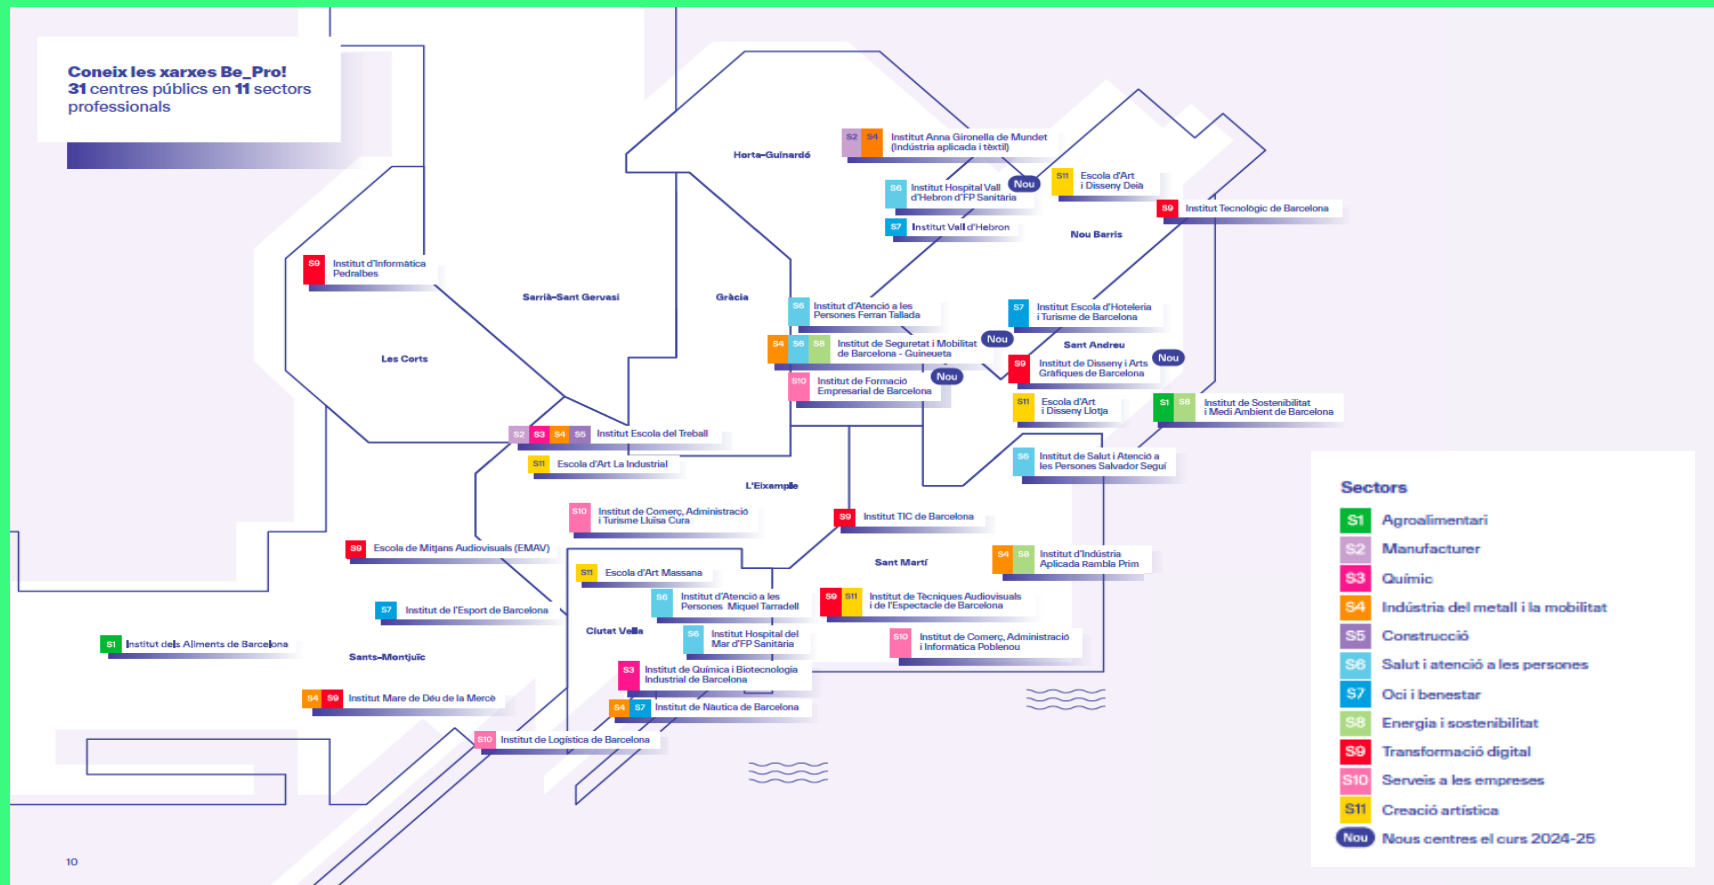 Coneix les xarxes Be_Pro!
31 centres públics en 11 sectors
professionals
Horta-Guinardó
S2 S4 Institut Anna Gironella de Mundet
(Indústria aplicada i tèxtil)
S6 Institut Hospital Vall
d'Hebron d'FP Sanitària
Nou
S11 Escola d'Art
i Disseny Deià
S7 Institut Vall d'Hebron
S9 Institut Tecnològic de Barcelona
Nou Barris
S9 Institut d'Informàtica
Pedralbes
Sarrià-Sant Gervasi
Gràcia
S6 Institut d'Atenció a les
Persones Ferran Tallada
S7 Institut Escola d'Hoteleria
i Turisme de Barcelona
Les Corts
S4 S6 S8 Institut de Seguretat i Mobilitat
de Barcelona - Guineueta
Nou
Sant Andreu
S9 Institut de Disseny i Arts
Gràfiques de Barcelona
Nou
S10 Institut de Formació
Empresarial de Barcelona
Nou
S11 Escola d'Art
i Disseny Llotja
S1 S8 Institut de Sostenibilitat
i Medi Ambient de Barcelona
S2 S3 S4 S5 Institut Escola del Treball
S11 Escola d'Art La Industrial
S6 Institut de Salut i Atenció a
les Persones Salvador Seguí
L'Eixample
S10 Institut de Comerç, Administració
i Turisme Lluïsa Cura
S9 Institut TIC de Barcelona
S9 Escola de Mitjans Audiovisuals (EMAV)
Sant Martí
S4 S8 Institut d'Indústria
Aplicada Rambla Prim
S11 Escola d'Art Massana
S6 Institut d'Atenció a les
Persones Miquel Tarradell
S9 S11 Institut de Tècniques Audiovisuals
i de l'Espectacle de Barcelona
S7 Institut de l'Esport de Barcelona
Ciutat Vella
S6 Institut Hospital del
Mar d'FP Sanitària
S10 Institut de Comerç, Administració
i Informàtica Poblenou
S1 Institut dels Aliments de Barcelona
Sants-Montjuïc
S3 Institut de Química i Biotecnologia
Industrial de Barcelona
S4 S9 Institut Mare de Déu de la Mercè
S4 S7 Institut de Nàutica de Barcelona
S10 Institut de Logística de Barcelona
Sectors
S1 Agroalimentari
S2 Manufacturer
S3 Químic
S4 Indústria del metall i la mobilitat
S5 Construcció
S6 Salut i atenció a les persones
S7 Oci i benestar
S8 Energia i sostenibilitat
S9 Transformació digital
S10 Serveis a les empreses
S11 Creació artística
Nou Nous centres el curs 2024-25
10